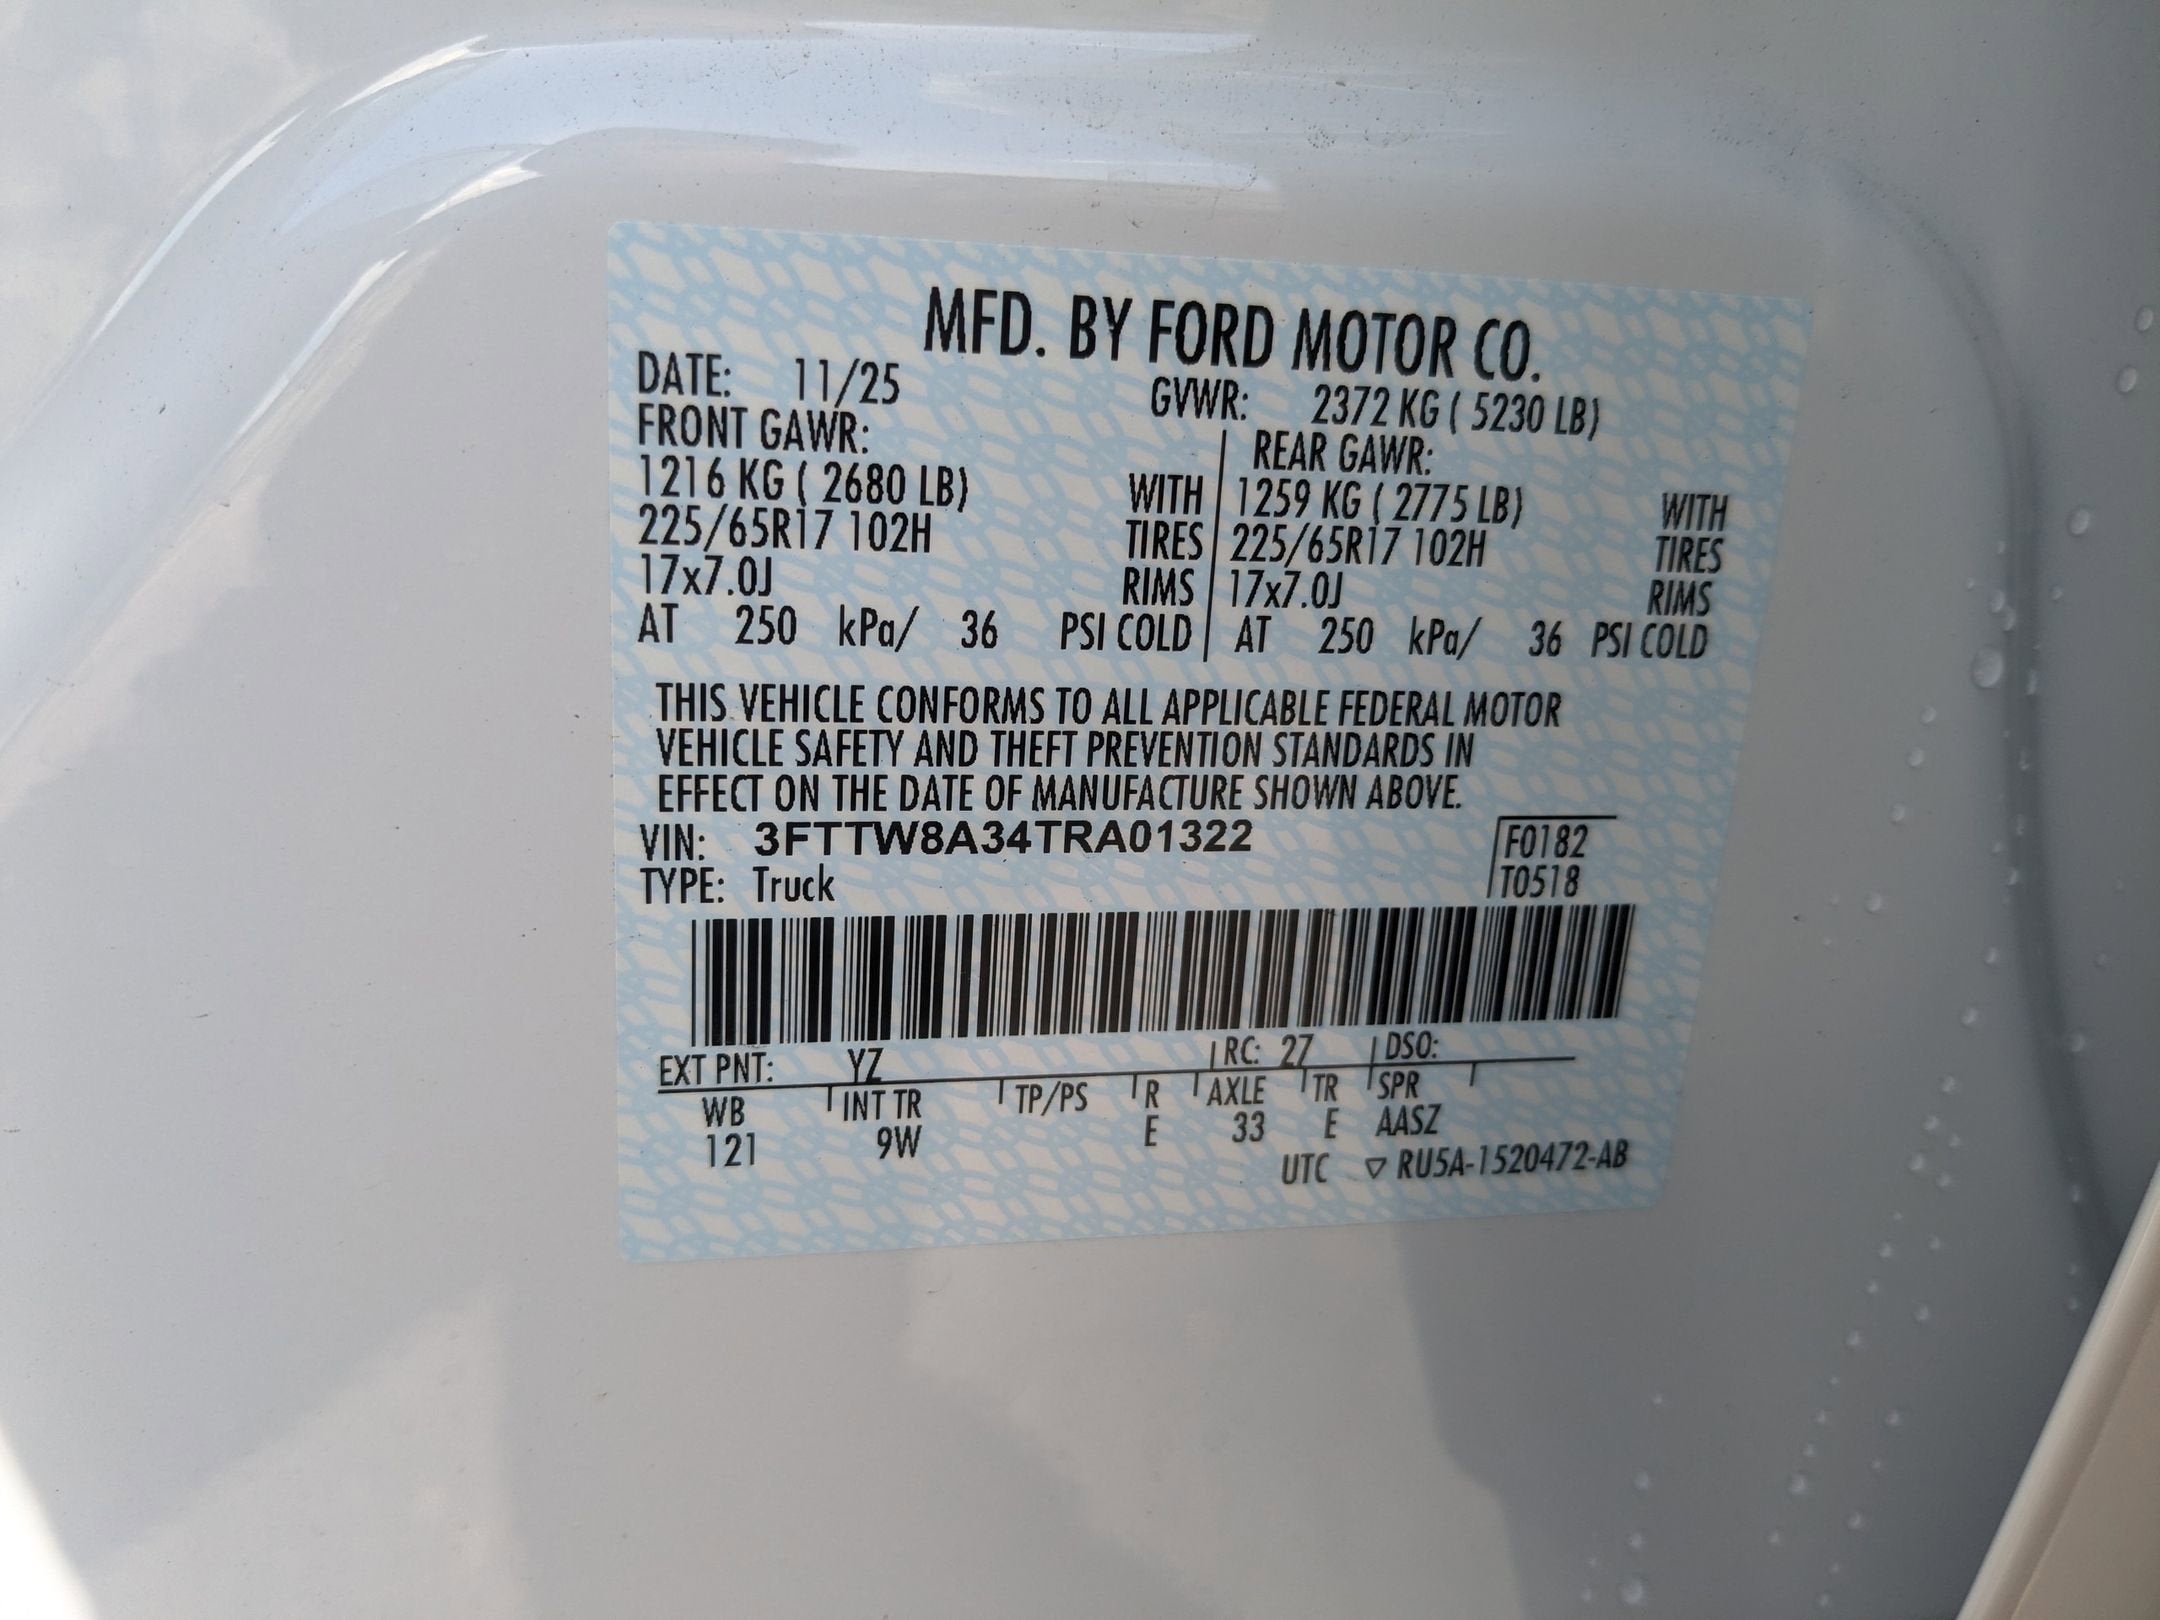 MFD. BY FORD MOTOR CO.
DATE: 11/25 GVWR: 2372 KG ( 5230 LB)
FRONT GAWR: REAR GAWR:
1216 KG ( 2680 LB) WITH 1259 KG ( 2775 LB) WITH
225/65R17 102H TIRES 225/65R17 102H TIRES
17x7.0J RIMS 17x7.0J RIMS
AT 250 kPa/ 36 PSI COLD AT 250 kPa/ 36 PSI COLD
THIS VEHICLE CONFORMS TO ALL APPLICABLE FEDERAL MOTOR
VEHICLE SAFETY AND THEFT PREVENTION STANDARDS IN
EFFECT ON THE DATE OF MANUFACTURE SHOWN ABOVE.
VIN: 3FTTW8A34TRA01322 F0182
TYPE: Truck T0518
EXT PNT: YZ RC: 27 DSO:
WB INT TR TP/PS R AXLE TR SPR
121 9W E 33 E AASZ
UTC ▽ RU5A-1520472-AB